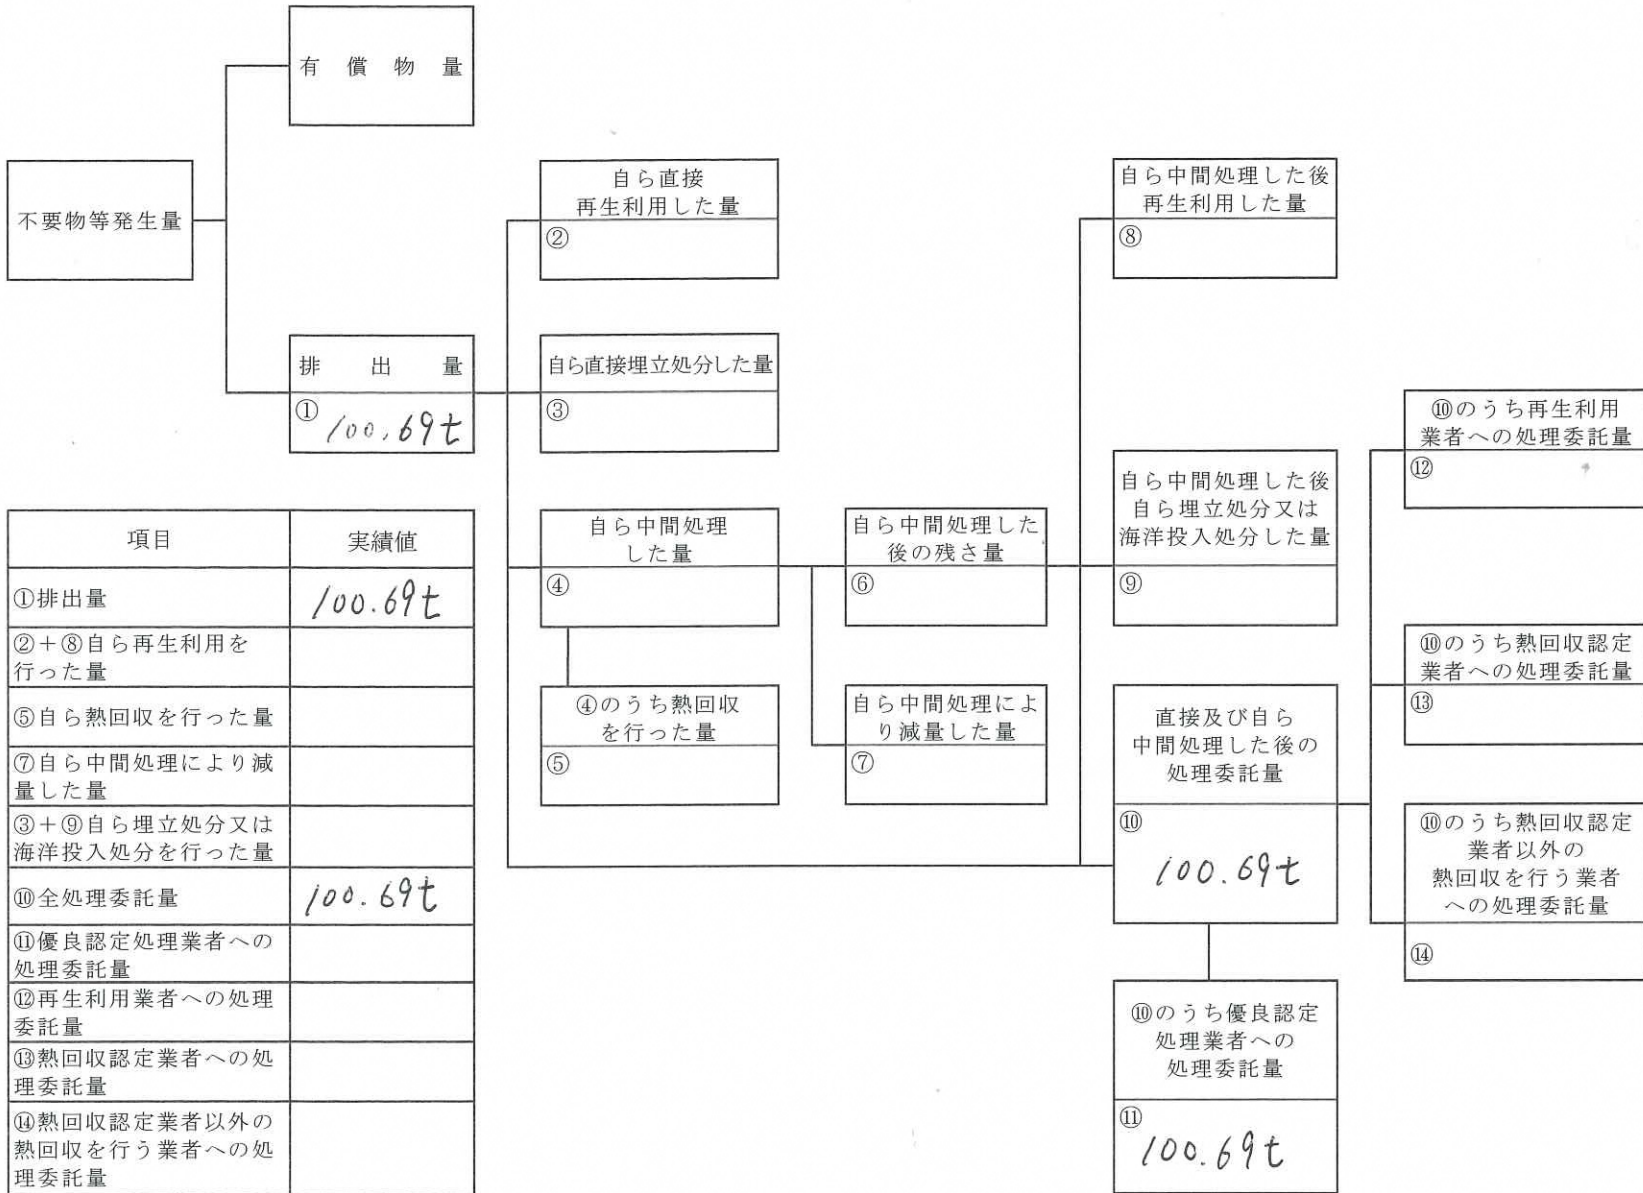 有償物量
不要物等発生量
排出量
① 100.69t
自ら直接
再生利用した量
②
自ら直接埋立処分した量
③
自ら中間処理
した量
④
④のうち熱回収
を行った量
⑤
自ら中間処理した
後の残さ量
⑥
自ら中間処理によ
り減量した量
⑦
自ら中間処理した後
再生利用した量
⑧
自ら中間処理した後
自ら埋立処分又は
海洋投入処分した量
⑨
直接及び自ら
中間処理した後の
処理委託量
⑩
100.69t
⑩のうち優良認定
処理業者への
処理委託量
⑪
100.69t
⑩のうち再生利用
業者への処理委託量
⑫
⑩のうち熱回収認定
業者への処理委託量
⑬
⑩のうち熱回収認定
業者以外の
熱回収を行う業者
への処理委託量
⑭
項目 実績値
①排出量 100.69t
②+⑧自ら再生利用を
行った量
⑤自ら熱回収を行った量
⑦自ら中間処理により減
量した量
③+⑨自ら埋立処分又は
海洋投入処分を行った量
⑩全処理委託量 100.69t
⑪優良認定処理業者への
処理委託量
⑫再生利用業者への処理
委託量
⑬熱回収認定業者への処
理委託量
⑭熱回収認定業者以外の
熱回収を行う業者への処
理委託量